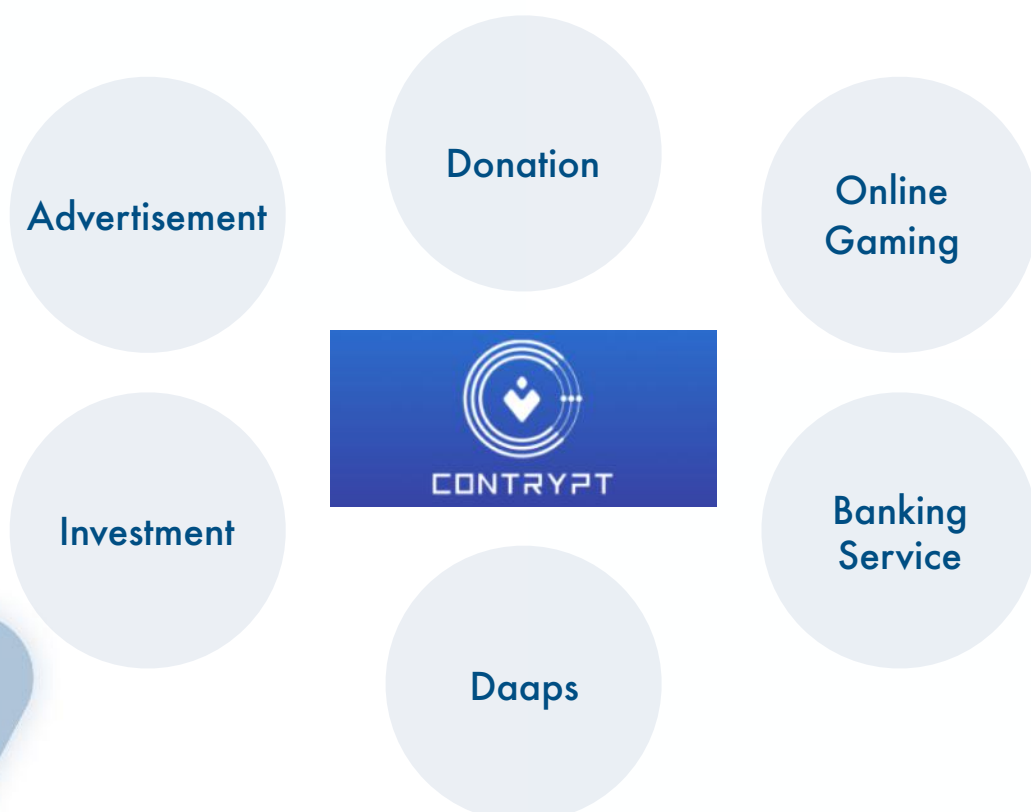 Donation
Advertisement
Online
Gaming
CONTRYPT
Investment
Banking
Service
Daaps